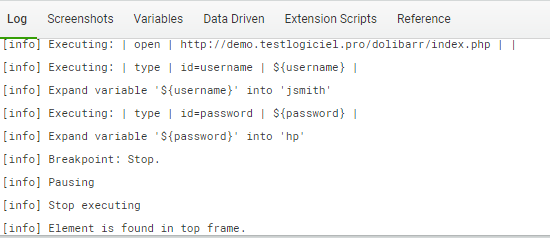 Log Screenshots Variables Data Driven Extension Scripts Reference
[info] Executing: | open | http://demo.testlogiciel.pro/dolibarr/index.php | |
[info] Executing: | type | id=username | ${username} |
[info] Expand variable '${username}' into 'jsmith'
[info] Executing: | type | id=password | ${password} |
[info] Expand variable '${password}' into 'hp'
[info] Breakpoint: Stop.
[info] Pausing
[info] Stop executing
[info] Element is found in top frame.